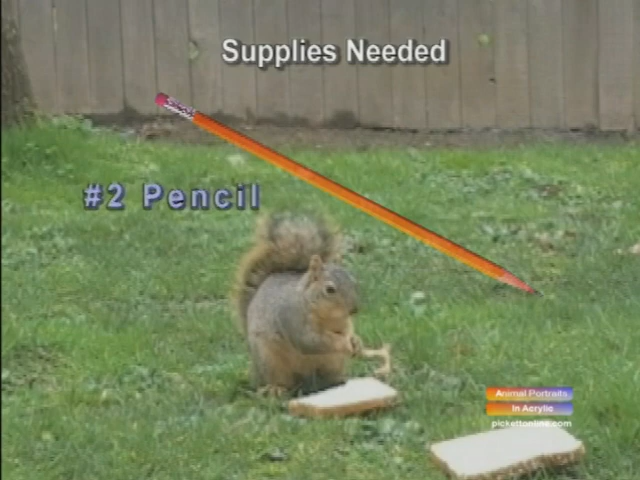 Supplies Needed
#2 Pencil
Animal Portraits
In Acrylic
pickettonline.com